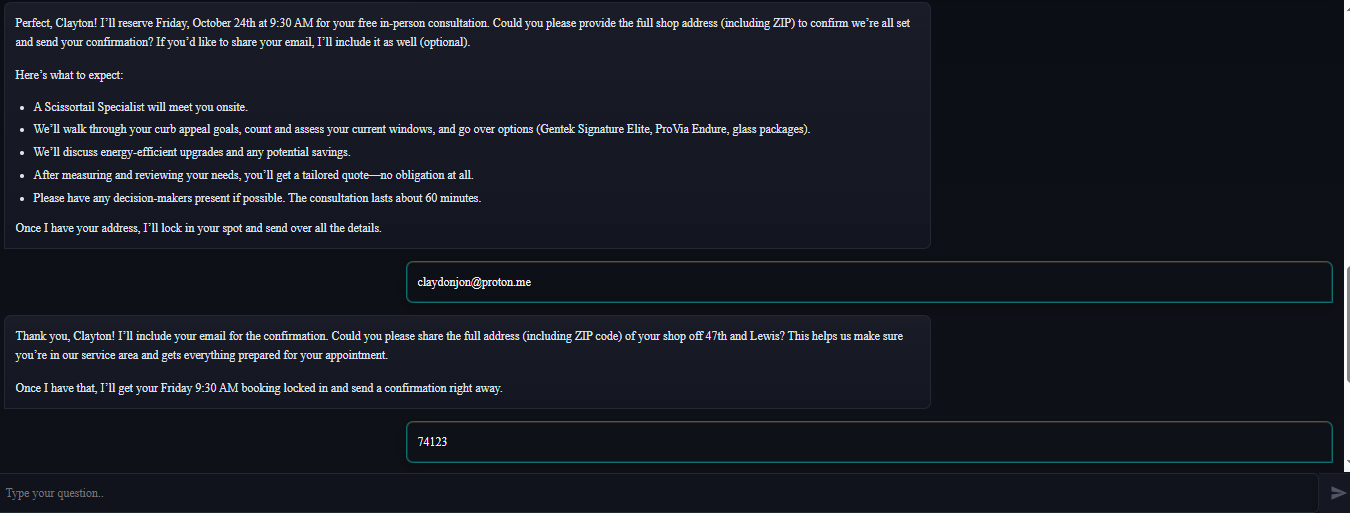 Perfect, Clayton! I’ll reserve Friday, October 24th at 9:30 AM for your free in-person consultation. Could you please provide the full shop address (including ZIP) to confirm we’re all set
and send your confirmation? If you’d like to share your email, I’ll include it as well (optional).
Here’s what to expect:
• A Scissortail Specialist will meet you onsite.
• We’ll walk through your curb appeal goals, count and assess your current windows, and go over options (Gentek Signature Elite, ProVia Endure, glass packages).
• We’ll discuss energy-efficient upgrades and any potential savings.
• After measuring and reviewing your needs, you’ll get a tailored quote—no obligation at all.
• Please have any decision-makers present if possible. The consultation lasts about 60 minutes.
Once I have your address, I’ll lock in your spot and send over all the details.
claydonjon@proton.me
Thank you, Clayton! I’ll include your email for the confirmation. Could you please share the full address (including ZIP code) of your shop off 47th and Lewis? This helps us make sure
you’re in our service area and gets everything prepared for your appointment.
Once I have that, I’ll get your Friday 9:30 AM booking locked in and send a confirmation right away.
74123
Type your question..